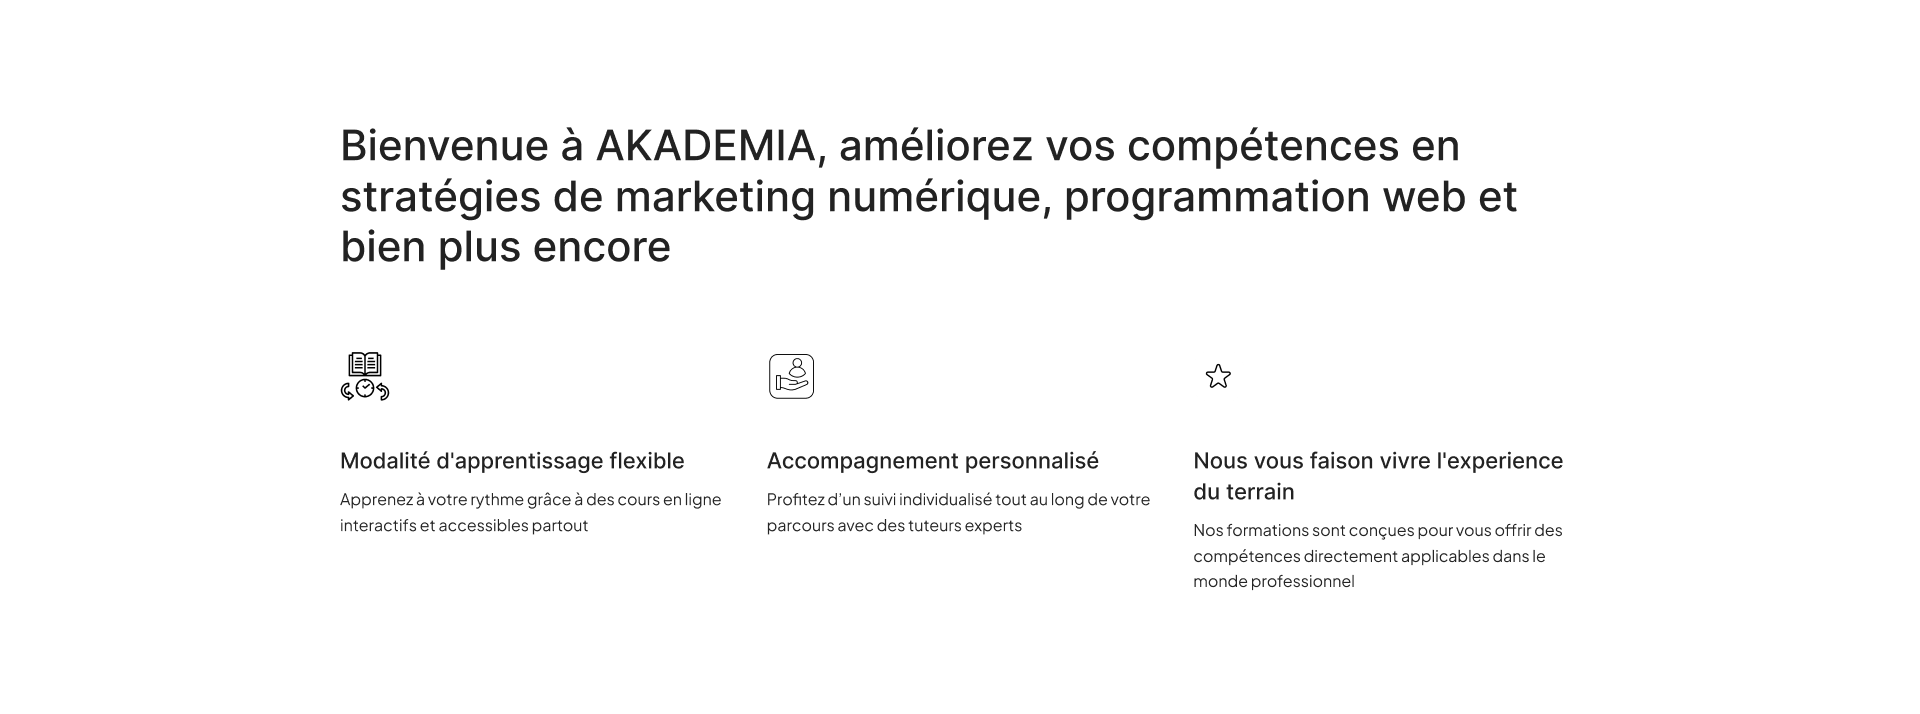 Bienvenue à AKADEMIA, améliorez vos compétences en
stratégies de marketing numérique, programmation web et
bien plus encore
Modalité d'apprentissage flexible
Apprenez à votre rythme grâce à des cours en ligne
interactifs et accessibles partout
Accompagnement personnalisé
Profitez d’un suivi individualisé tout au long de votre
parcours avec des tuteurs experts
Nous vous faison vivre l'experience
du terrain
Nos formations sont conçues pour vous offrir des
compétences directement applicables dans le
monde professionnel